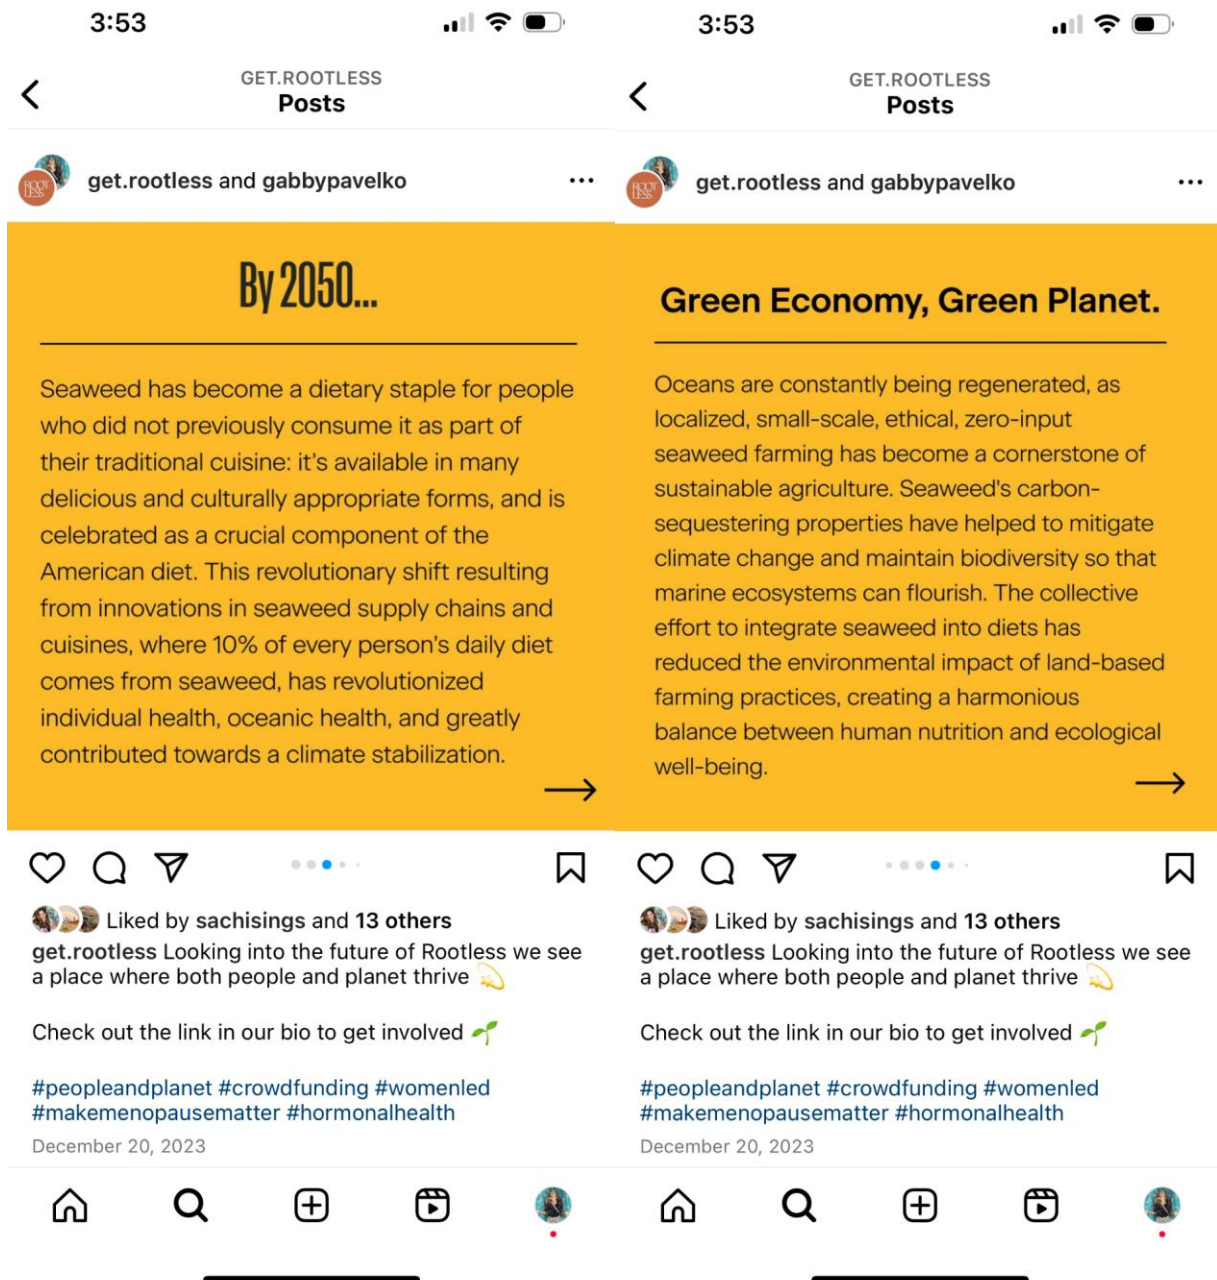 3:53
GET.ROOTLESS
Posts
ROOT
LESS
get.rootless and gabbypavelko
By 2050...
Seaweed has become a dietary staple for people
who did not previously consume it as part of
their traditional cuisine: it's available in many
delicious and culturally appropriate forms, and is
celebrated as a crucial component of the
American diet. This revolutionary shift resulting
from innovations in seaweed supply chains and
cuisines, where 10% of every person's daily diet
comes from seaweed, has revolutionized
individual health, oceanic health, and greatly
contributed towards a climate stabilization.
Liked by sachisings and 13 others
get.rootless Looking into the future of Rootless we see
a place where both people and planet thrive 💫
Check out the link in our bio to get involved 🌱
#peopleandplanet #crowdfunding #womenled
#makemenopausematter #hormonalhealth
December 20, 2023
3:53
GET.ROOTLESS
Posts
ROOT
LESS
get.rootless and gabbypavelko
Green Economy, Green Planet.
Oceans are constantly being regenerated, as
localized, small-scale, ethical, zero-input
seaweed farming has become a cornerstone of
sustainable agriculture. Seaweed's carbon-
sequestering properties have helped to mitigate
climate change and maintain biodiversity so that
marine ecosystems can flourish. The collective
effort to integrate seaweed into diets has
reduced the environmental impact of land-based
farming practices, creating a harmonious
balance between human nutrition and ecological
well-being.
Liked by sachisings and 13 others
get.rootless Looking into the future of Rootless we see
a place where both people and planet thrive 💫
Check out the link in our bio to get involved 🌱
#peopleandplanet #crowdfunding #womenled
#makemenopausematter #hormonalhealth
December 20, 2023